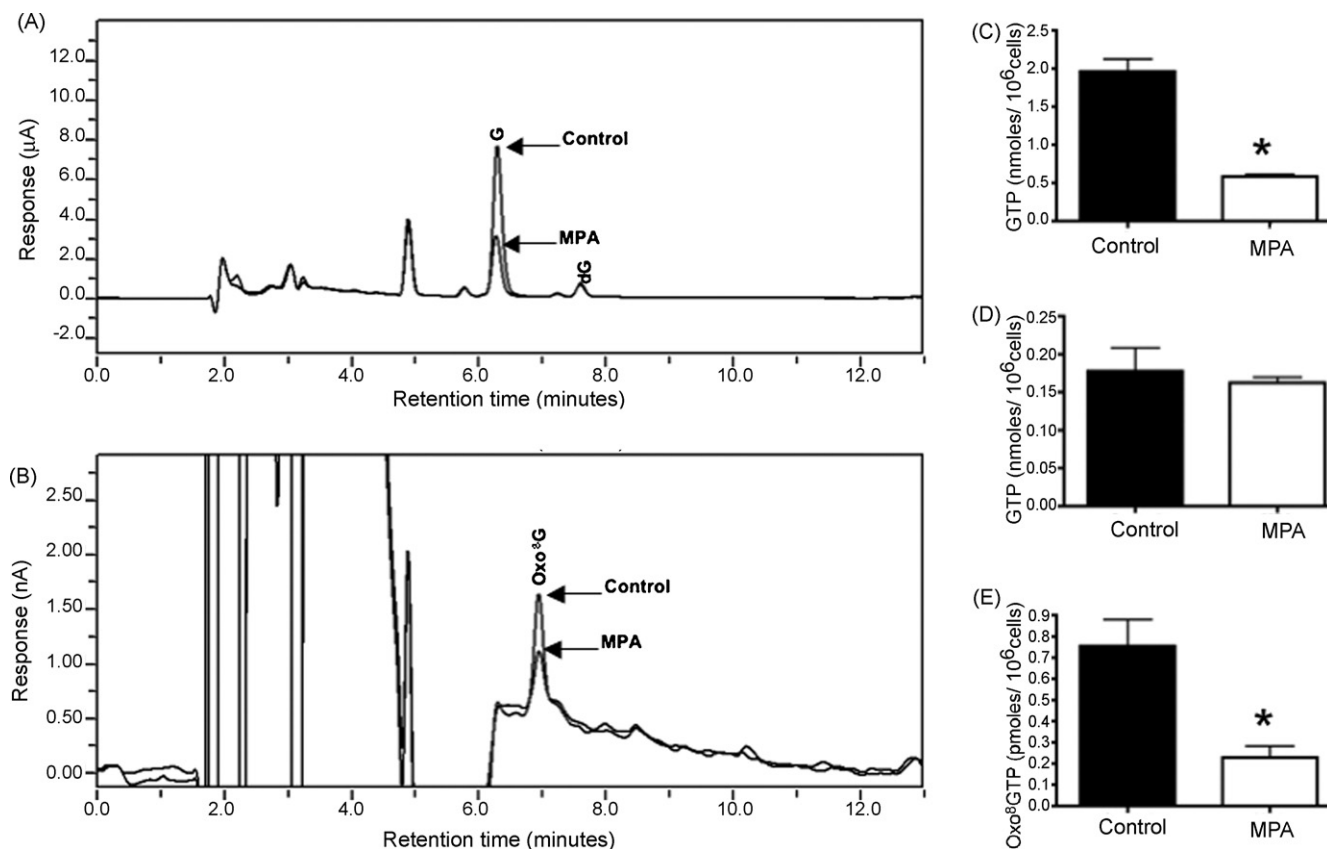 (A)
Response (µA)
12.0
10.0
8.0
6.0
4.0
2.0
0.0
-2.0
G
Control
MPA
dG
0.0 2.0 4.0 6.0 8.0 10.0 12.0
Retention time (minutes)
(B)
Response (nA)
2.50
2.00
1.50
1.00
0.50
0.00
Oxo⁸G
Control
MPA
0.0 2.0 4.0 6.0 8.0 10.0 12.0
Retention time (minutes)
(C)
GTP (nmoles/ 10⁶cells)
2.5
2.0
1.5
1.0
0.5
0.0
*
Control MPA
(D)
GTP (nmoles/ 10⁶cells)
0.25
0.20
0.15
0.10
0.05
0.00
Control MPA
(E)
Oxo⁸GTP (pmoles/ 10⁶cells)
0.9
0.8
0.7
0.6
0.5
0.4
0.3
0.2
0.1
0.0
*
Control MPA